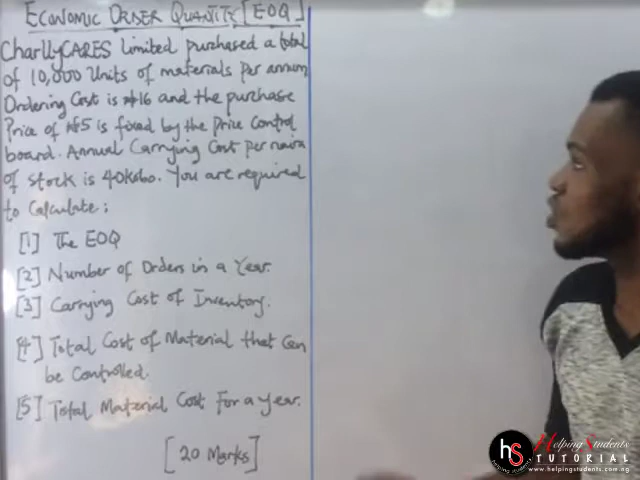 ECONOMIC ORDER QUANTITY [EOQ]
CharllyCARES Limited purchased a total
of 10,000 Units of materials per annum
Ordering Cost is ₦16 and the purchase
Price of ₦5 is fixed by the Price Control
board. Annual Carrying Cost per naira
of Stock is 40Kobo. You are required
to Calculate:
[1] The EOQ
[2] Number of Orders in a Year.
[3] Carrying Cost of Inventory.
[4] Total Cost of Material that Can
be Controlled.
[5] Total Material Cost For a year.
[20 Marks]
hS Helping Students
TUTORIAL
www.helpingstudents.com.ng